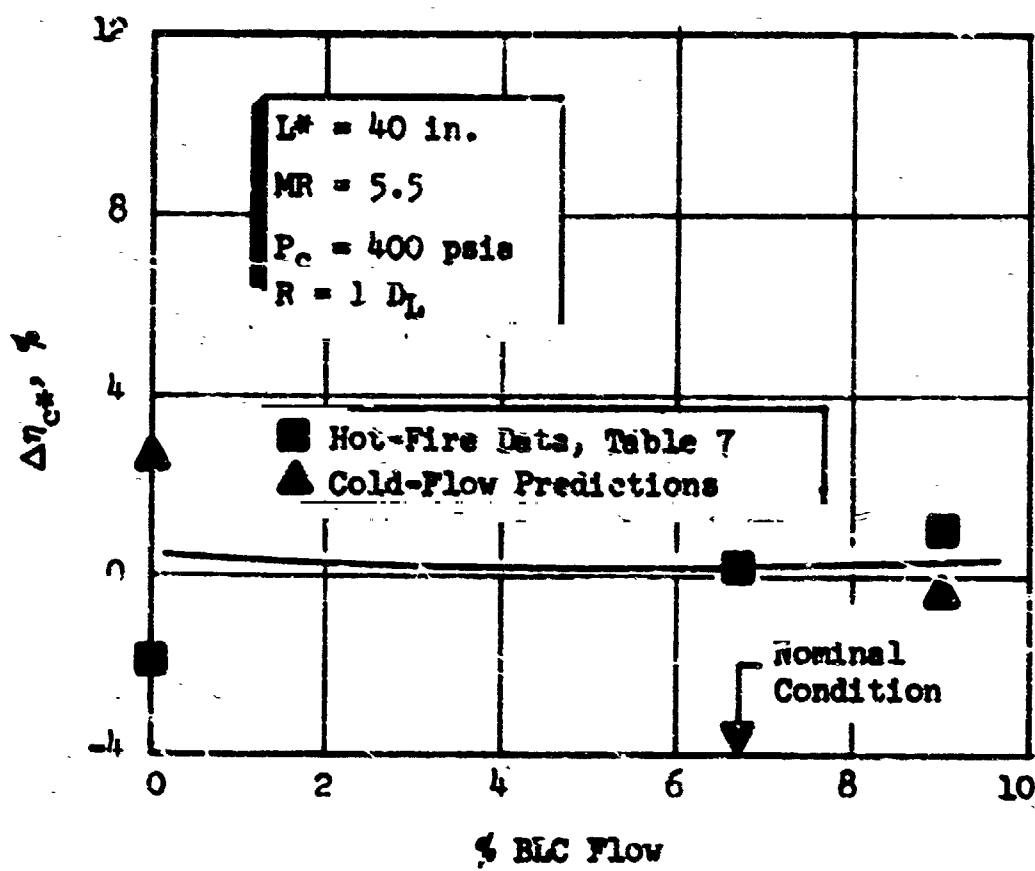 12
L* = 40 in.
MR = 5.5
8
Pc = 400 psia
R = 1 DL
Δηc*, %
4
Hot-Fire Data, Table 7
Cold-Flow Predictions
0
Nominal
Condition
-4
0 2 4 6 8 10
% BLC Flow